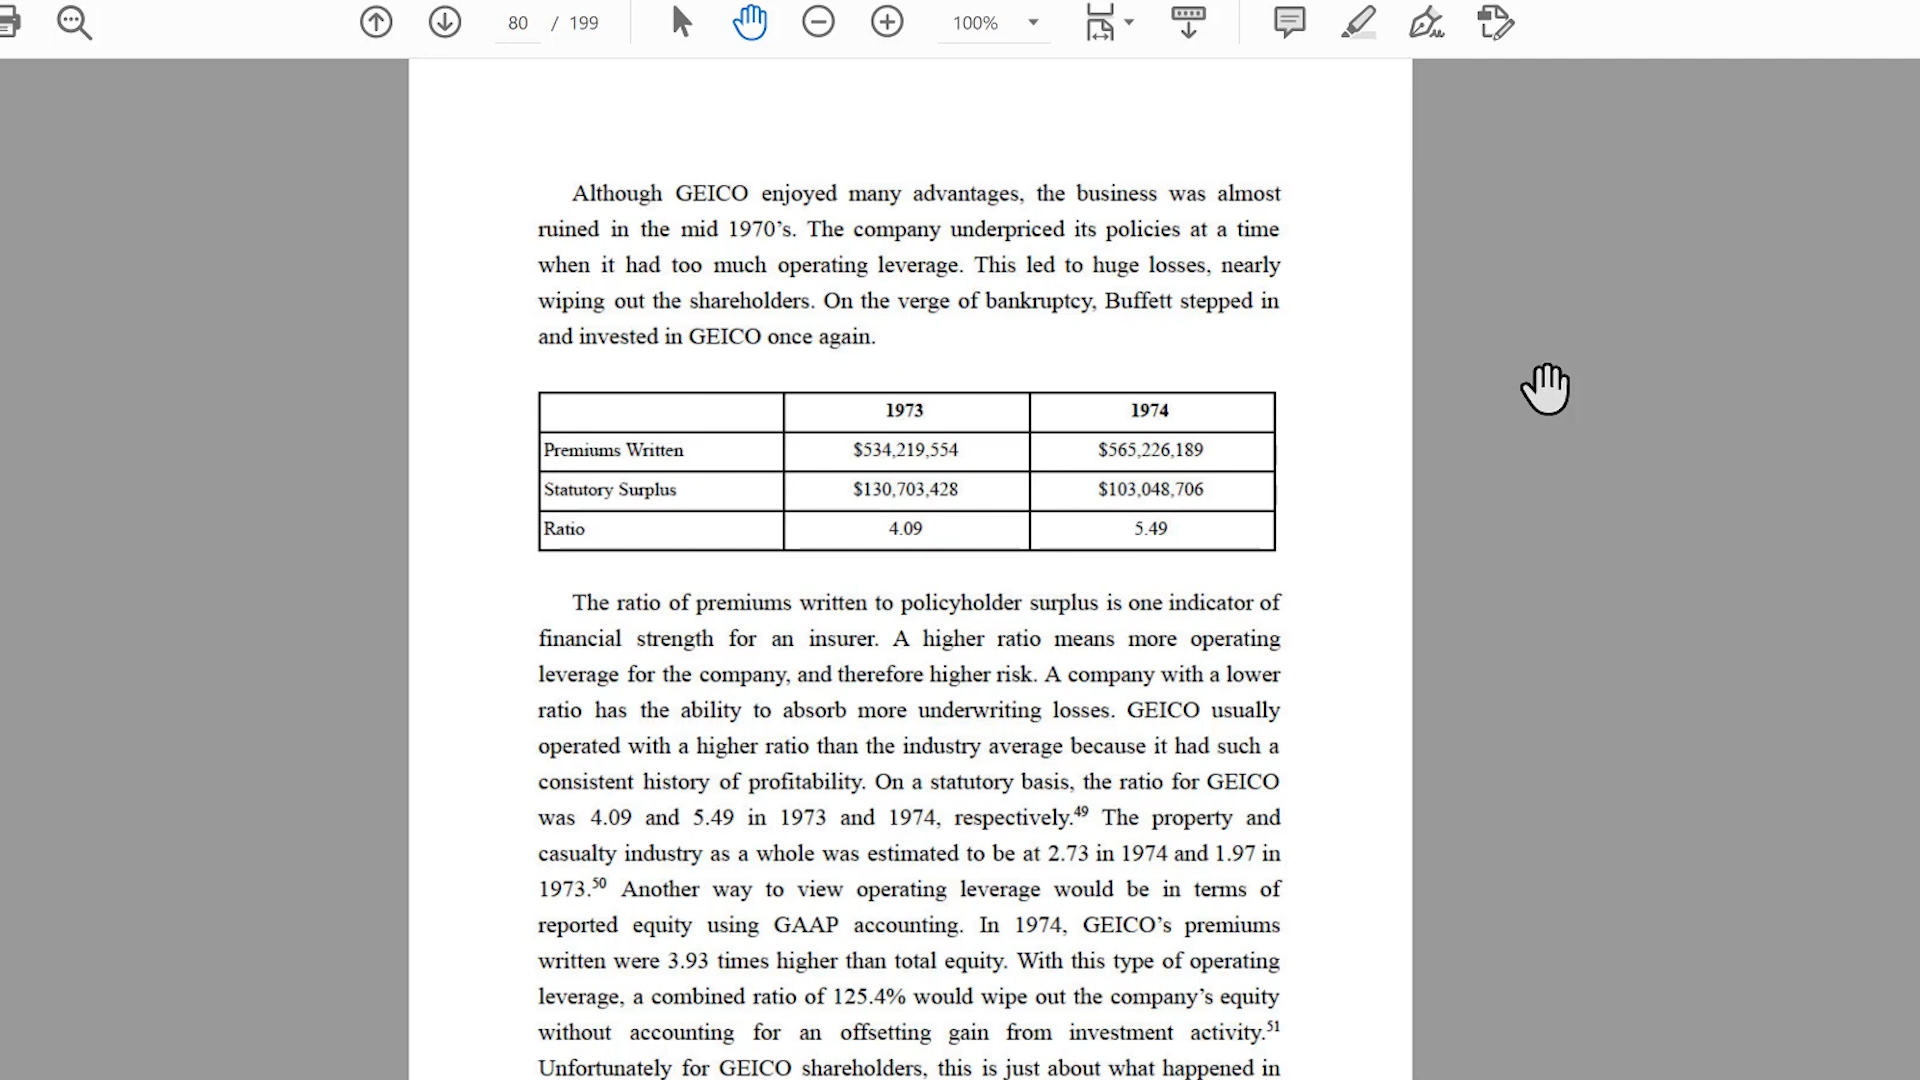 80 / 199 100%
Although GEICO enjoyed many advantages, the business was almost
ruined in the mid 1970’s. The company underpriced its policies at a time
when it had too much operating leverage. This led to huge losses, nearly
wiping out the shareholders. On the verge of bankruptcy, Buffett stepped in
and invested in GEICO once again.
1973 1974
Premiums Written $534,219,554 $565,226,189
Statutory Surplus $130,703,428 $103,048,706
Ratio 4.09 5.49
The ratio of premiums written to policyholder surplus is one indicator of
financial strength for an insurer. A higher ratio means more operating
leverage for the company, and therefore higher risk. A company with a lower
ratio has the ability to absorb more underwriting losses. GEICO usually
operated with a higher ratio than the industry average because it had such a
consistent history of profitability. On a statutory basis, the ratio for GEICO
was 4.09 and 5.49 in 1973 and 1974, respectively.49 The property and
casualty industry as a whole was estimated to be at 2.73 in 1974 and 1.97 in
1973.50 Another way to view operating leverage would be in terms of
reported equity using GAAP accounting. In 1974, GEICO’s premiums
written were 3.93 times higher than total equity. With this type of operating
leverage, a combined ratio of 125.4% would wipe out the company’s equity
without accounting for an offsetting gain from investment activity.51
Unfortunately for GEICO shareholders, this is just about what happened in